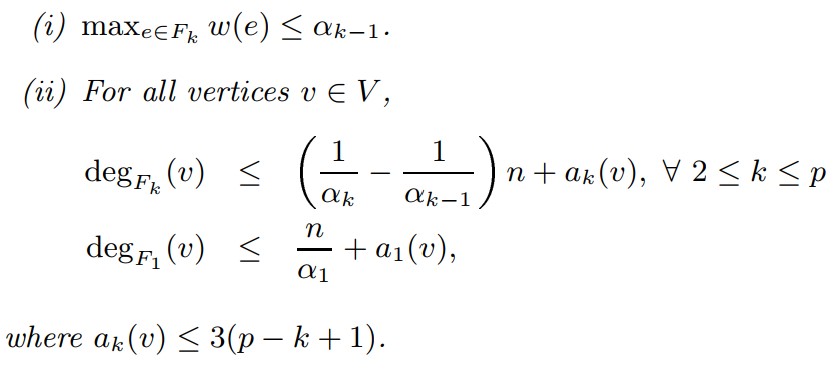 (i) max_{e∈F_k} w(e) ≤ α_{k−1}.
(ii) For all vertices v ∈ V,
deg_{F_k}(v) ≤ (1/α_k − 1/α_{k−1}) n + a_k(v), ∀ 2 ≤ k ≤ p
deg_{F_1}(v) ≤ n/α_1 + a_1(v),
where a_k(v) ≤ 3(p − k + 1).